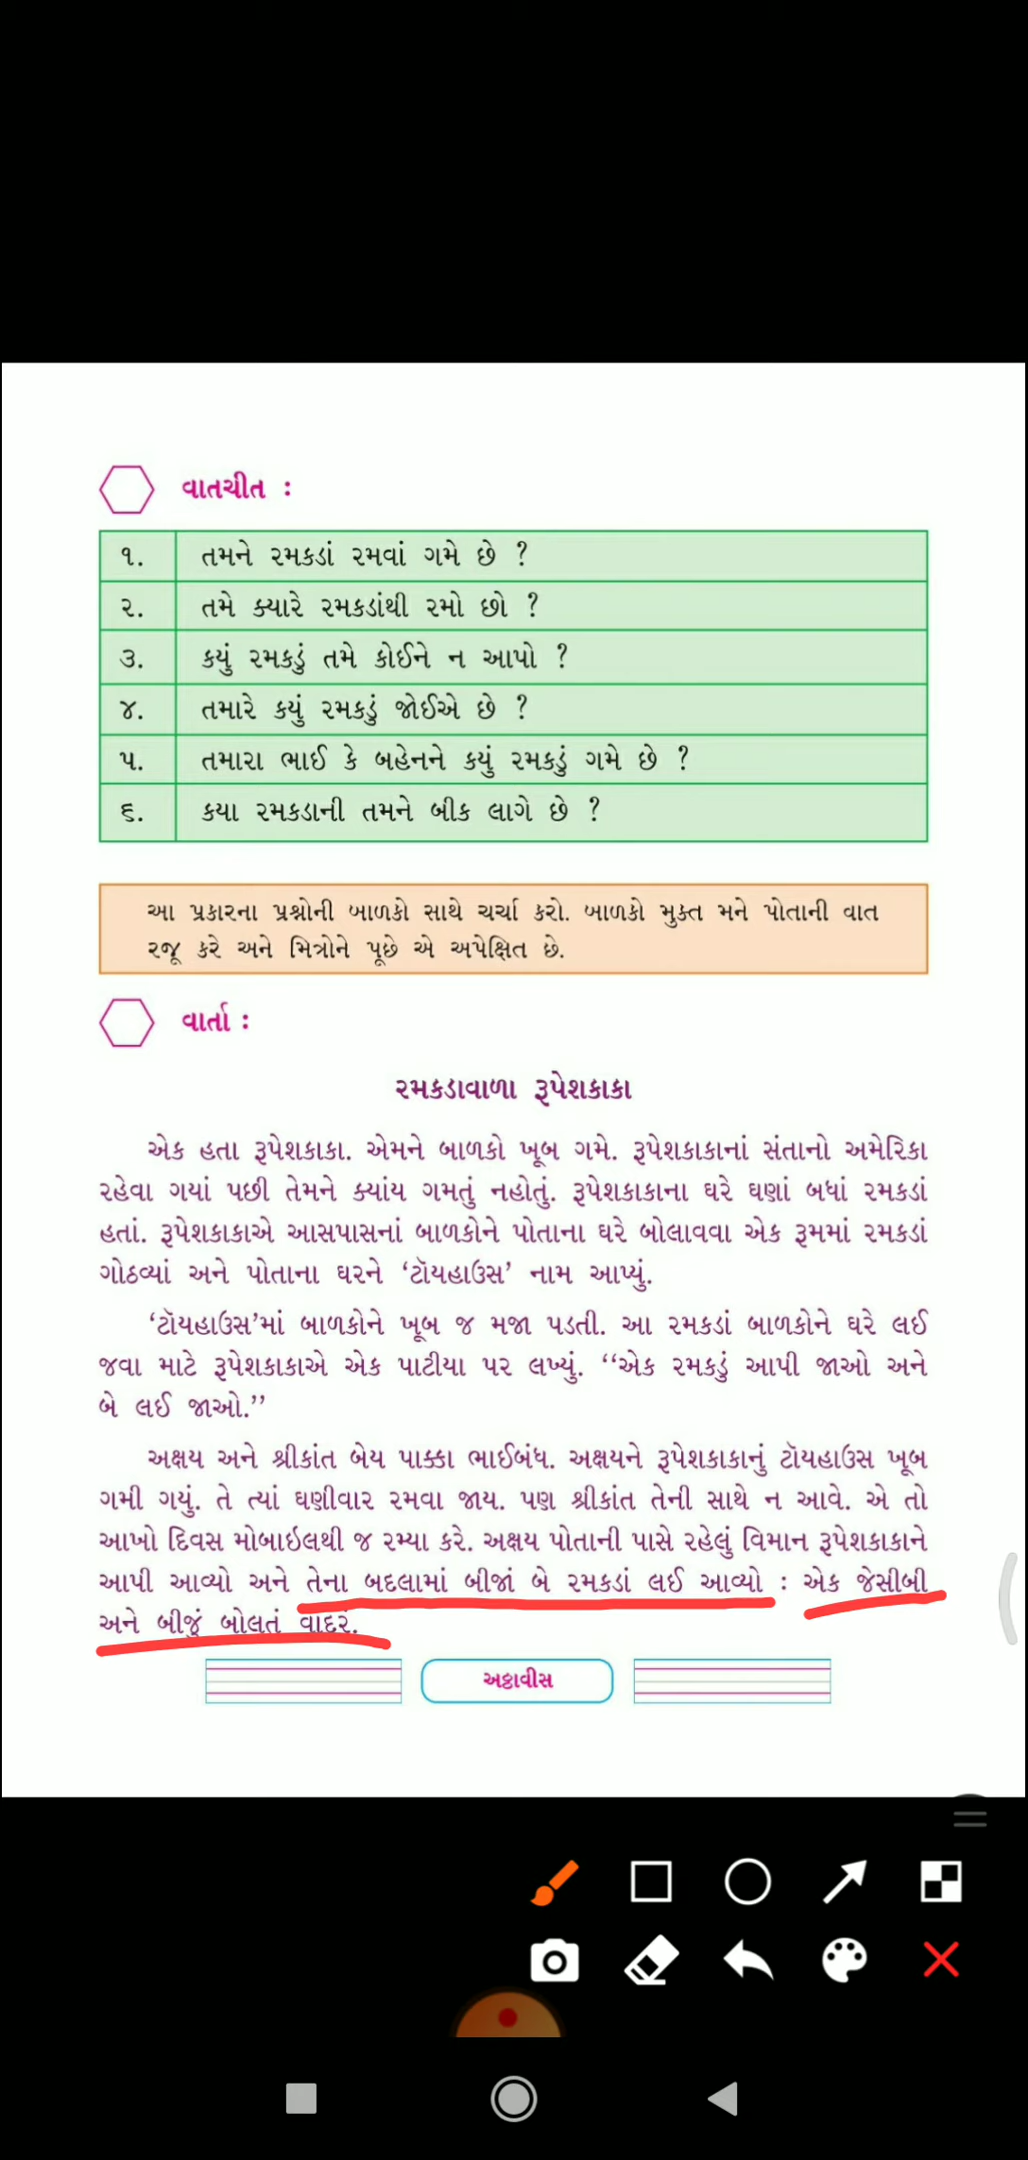 વાતચીત :
૧. તમને રમકડાં રમવાં ગમે છે ?
૨. તમે ક્યારે રમકડાંથી રમો છો ?
૩. કયું રમકડું તમે કોઈને ન આપો ?
૪. તમારે કયું રમકડું જોઈએ છે ?
૫. તમારા ભાઈ કે બહેનને કયું રમકડું ગમે છે ?
૬. કયા રમકડાની તમને બીક લાગે છે ?
આ પ્રકારના પ્રશ્નોની બાળકો સાથે ચર્ચા કરો. બાળકો મુક્ત મને પોતાની વાત
રજૂ કરે અને મિત્રોને પૂછે એ અપેક્ષિત છે.
વાર્તા :
રમકડાવાળા રૂપેશકાકા
એક હતા રૂપેશકાકા. એમને બાળકો ખૂબ ગમે. રૂપેશકાકાનાં સંતાનો અમેરિકા
રહેવા ગયાં પછી તેમને ક્યાંય ગમતું નહોતું. રૂપેશકાકાના ઘરે ઘણાં બધાં રમકડાં
હતાં. રૂપેશકાકાએ આસપાસનાં બાળકોને પોતાના ઘરે બોલાવવા એક રૂમમાં રમકડાં
ગોઠવ્યાં અને પોતાના ઘરને ‘ટૉયહાઉસ’ નામ આપ્યું.
‘ટૉયહાઉસ’માં બાળકોને ખૂબ જ મજા પડતી. આ રમકડાં બાળકોને ઘરે લઈ
જવા માટે રૂપેશકાકાએ એક પાટીયા પર લખ્યું. ‘‘એક રમકડું આપી જાઓ અને
બે લઈ જાઓ.’’
અક્ષય અને શ્રીકાંત બેય પાક્કા ભાઈબંધ. અક્ષયને રૂપેશકાકાનું ટૉયહાઉસ ખૂબ
ગમી ગયું. તે ત્યાં ઘણીવાર રમવા જાય. પણ શ્રીકાંત તેની સાથે ન આવે. એ તો
આખો દિવસ મોબાઇલથી જ રમ્યા કરે. અક્ષય પોતાની પાસે રહેલું વિમાન રૂપેશકાકાને
આપી આવ્યો અને તેના બદલામાં બીજાં બે રમકડાં લઈ આવ્યો : એક જેસીબી
અને બીજું બોલતું વાંદર.
અઠ્ઠાવીસ